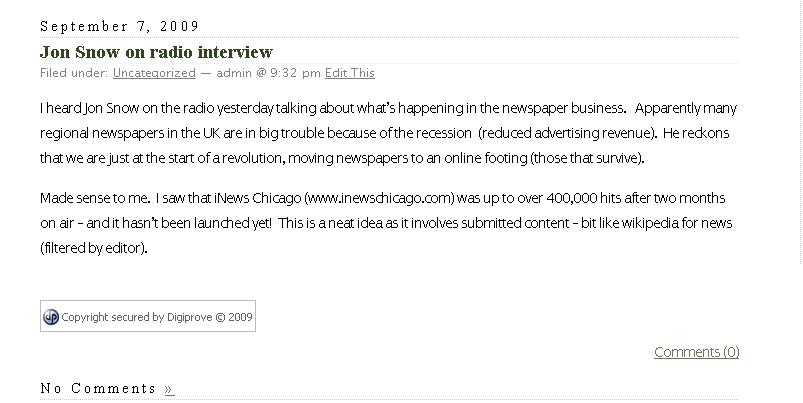 September 7, 2009
Jon Snow on radio interview
Filed under: Uncategorized — admin @ 9:32 pm Edit This
I heard Jon Snow on the radio yesterday talking about what's happening in the newspaper business. Apparently many
regional newspapers in the UK are in big trouble because of the recession (reduced advertising revenue). He reckons
that we are just at the start of a revolution, moving newspapers to an online footing (those that survive).
Made sense to me. I saw that iNews Chicago (www.inewschicago.com) was up to over 400,000 hits after two months
on air – and it hasn't been launched yet! This is a neat idea as it involves submitted content – bit like wikipedia for news
(filtered by editor).
dp Copyright secured by Digiprove © 2009
Comments (0)
No Comments »